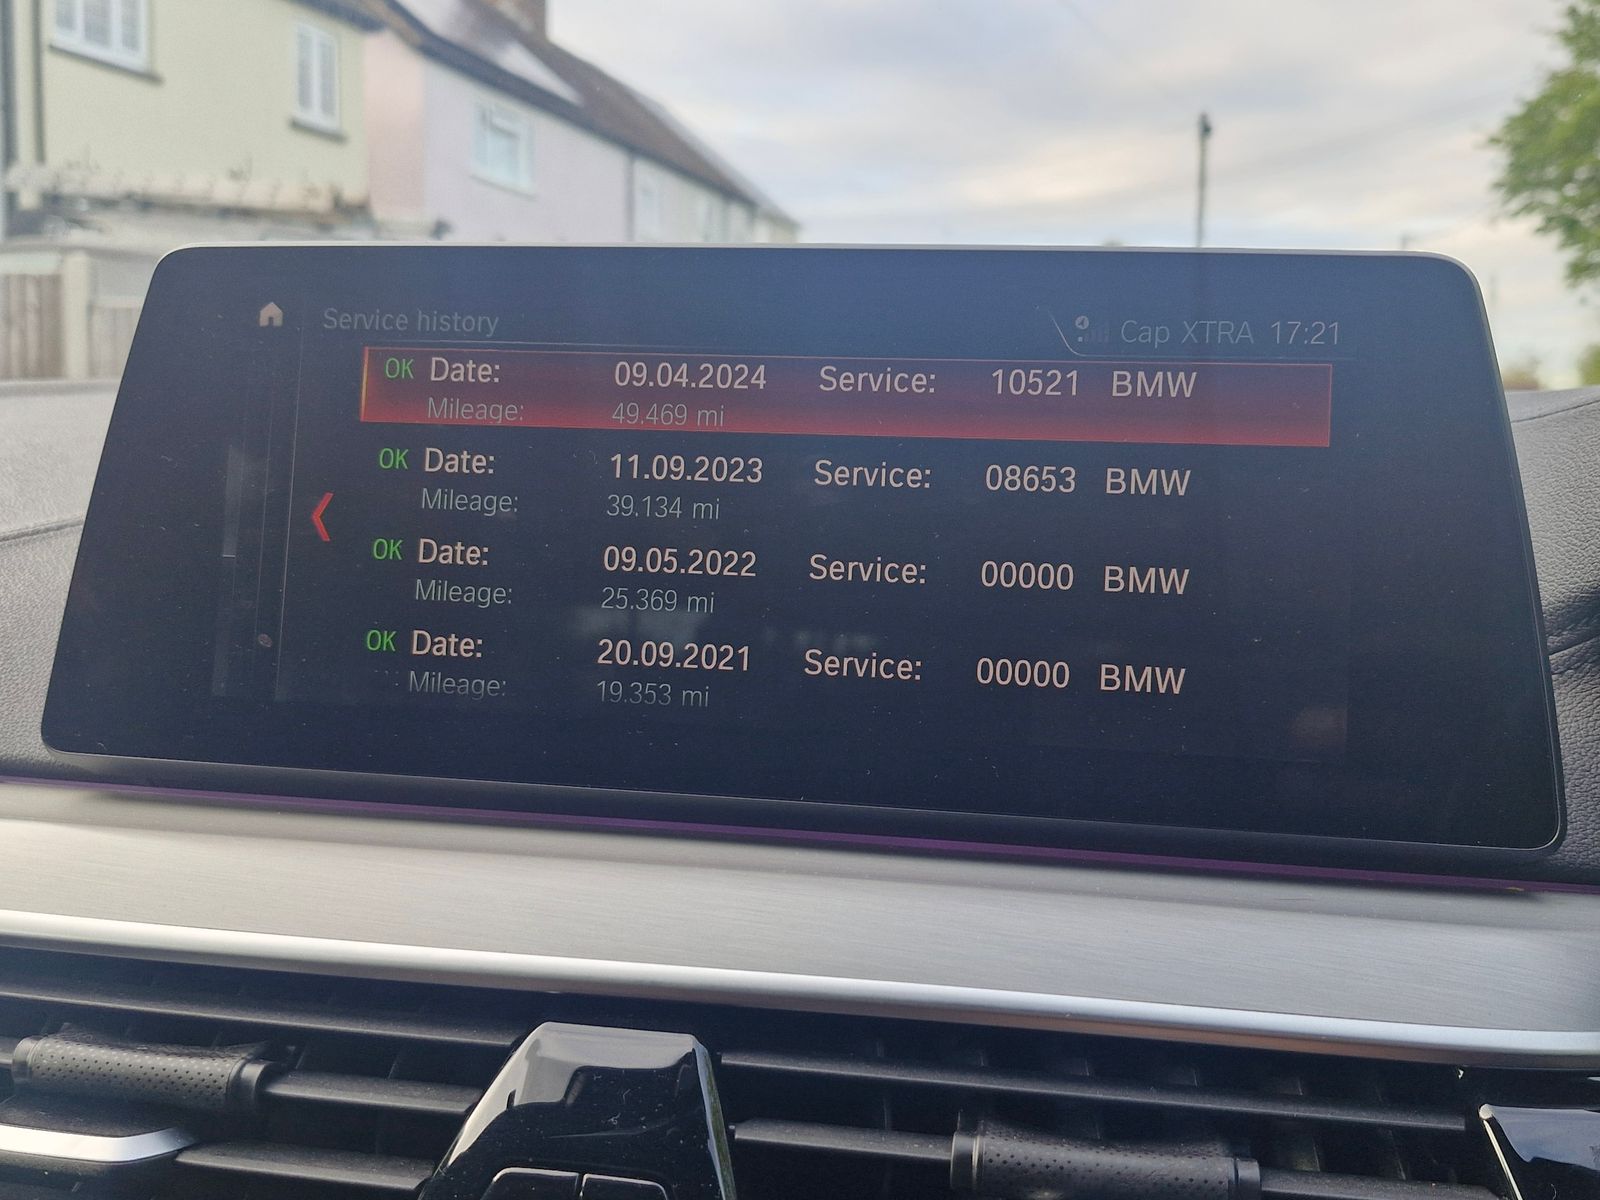 Service history Cap XTRA 17:21
OK Date: 09.04.2024 Service: 10521 BMW
Mileage: 49.469 mi
OK Date: 11.09.2023 Service: 08653 BMW
Mileage: 39.134 mi
OK Date: 09.05.2022 Service: 00000 BMW
Mileage: 25.369 mi
OK Date: 20.09.2021 Service: 00000 BMW
Mileage: 19.353 mi